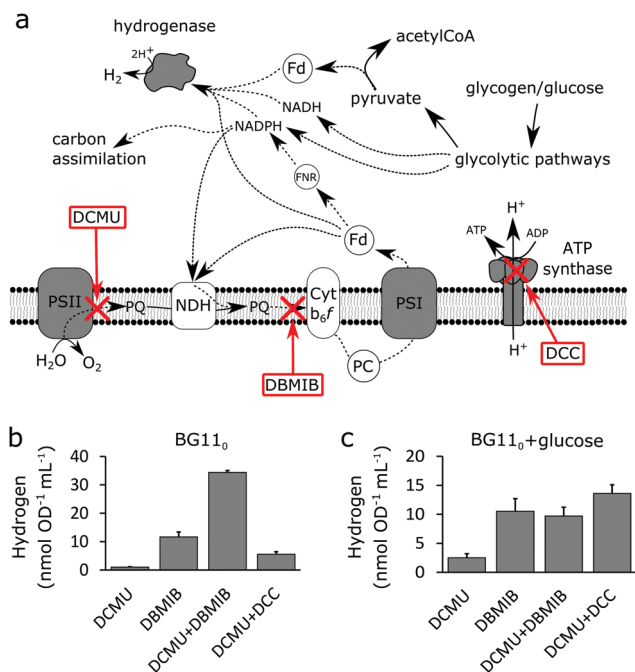 a
hydrogenase
2H⁺
H₂
Fd
acetylCoA
pyruvate
glycogen/glucose
NADH
NADPH
carbon
assimilation
glycolytic pathways
FNR
DCMU
Fd
H⁺
ATP
ADP
ATP
synthase
PSII
PQ
NDH
PQ
Cyt
b₆f
PSI
H₂O
O₂
DBMIB
PC
H⁺
DCC
b
BG11₀
Hydrogen
(nmol OD⁻¹ mL⁻¹)
40
30
20
10
0
DCMU
DBMIB
DCMU+DBMIB
DCMU+DCC
c
BG11₀+glucose
Hydrogen
(nmol OD⁻¹ mL⁻¹)
20
15
10
5
0
DCMU
DBMIB
DCMU+DBMIB
DCMU+DCC